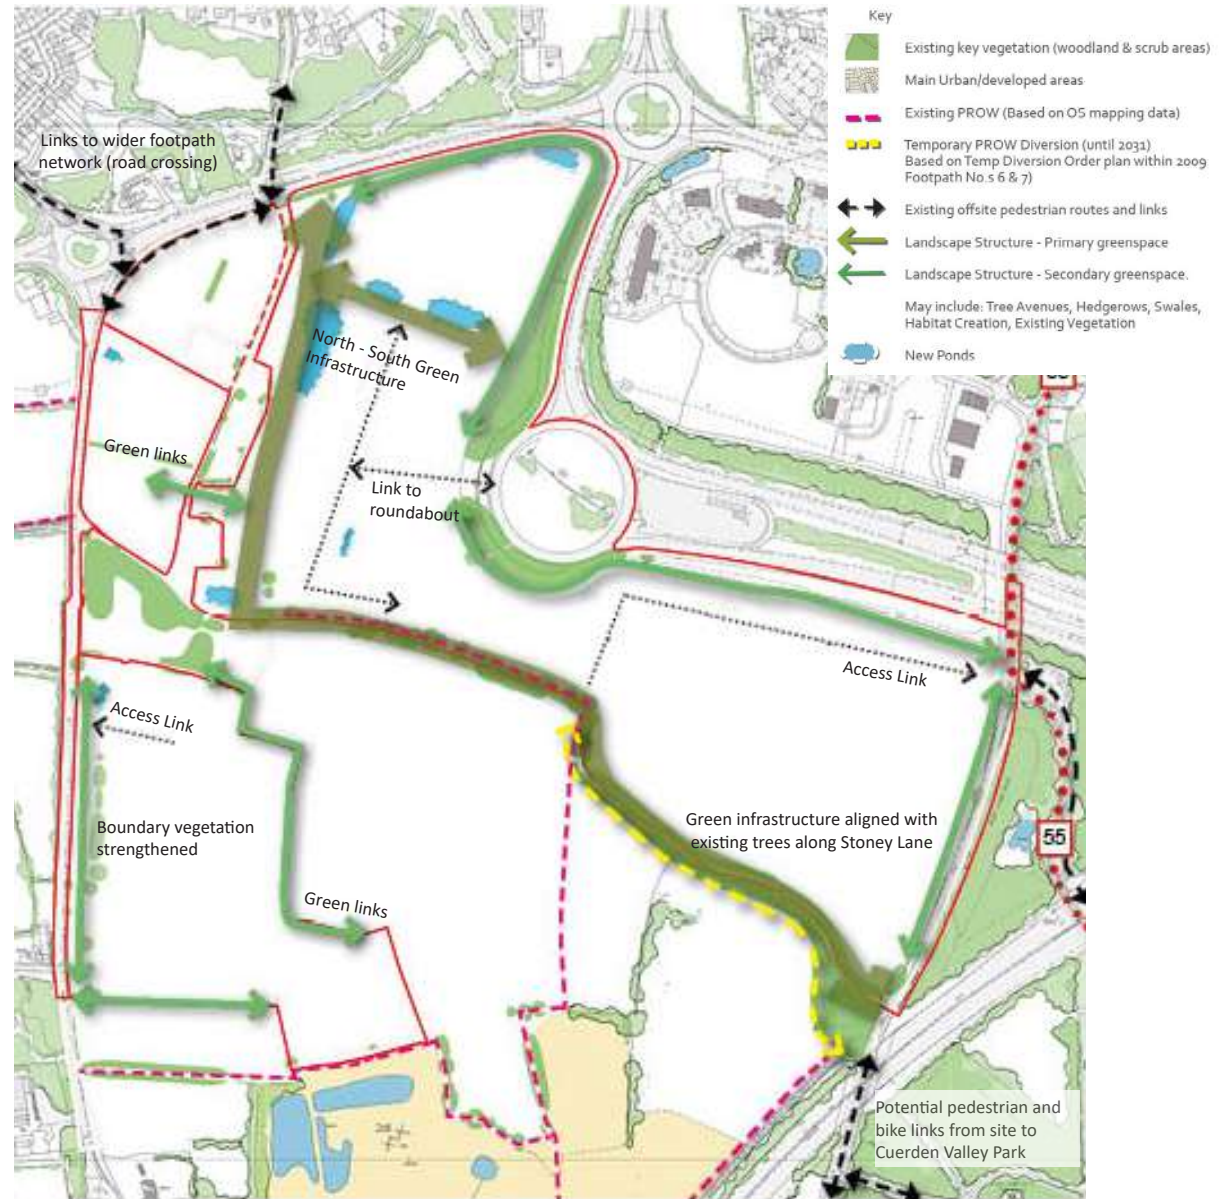 Key
Existing key vegetation (woodland & scrub areas)
Main Urban/developed areas
Existing PROW (Based on OS mapping data)
Temporary PROW Diversion (until 2031)
Based on Temp Diversion Order plan within 2009
Footpath No.s 6 & 7)
Existing offsite pedestrian routes and links
Landscape Structure - Primary greenspace
Landscape Structure - Secondary greenspace.
May include: Tree Avenues, Hedgerows, Swales,
Habitat Creation, Existing Vegetation
New Ponds
Links to wider footpath
network (road crossing)
North - South Green
Infrastructure
Green links
Link to
roundabout
Access Link
Access Link
Boundary vegetation
strengthened
Green infrastructure aligned with
existing trees along Stoney Lane
55
Green links
Potential pedestrian and
bike links from site to
Cuerden Valley Park